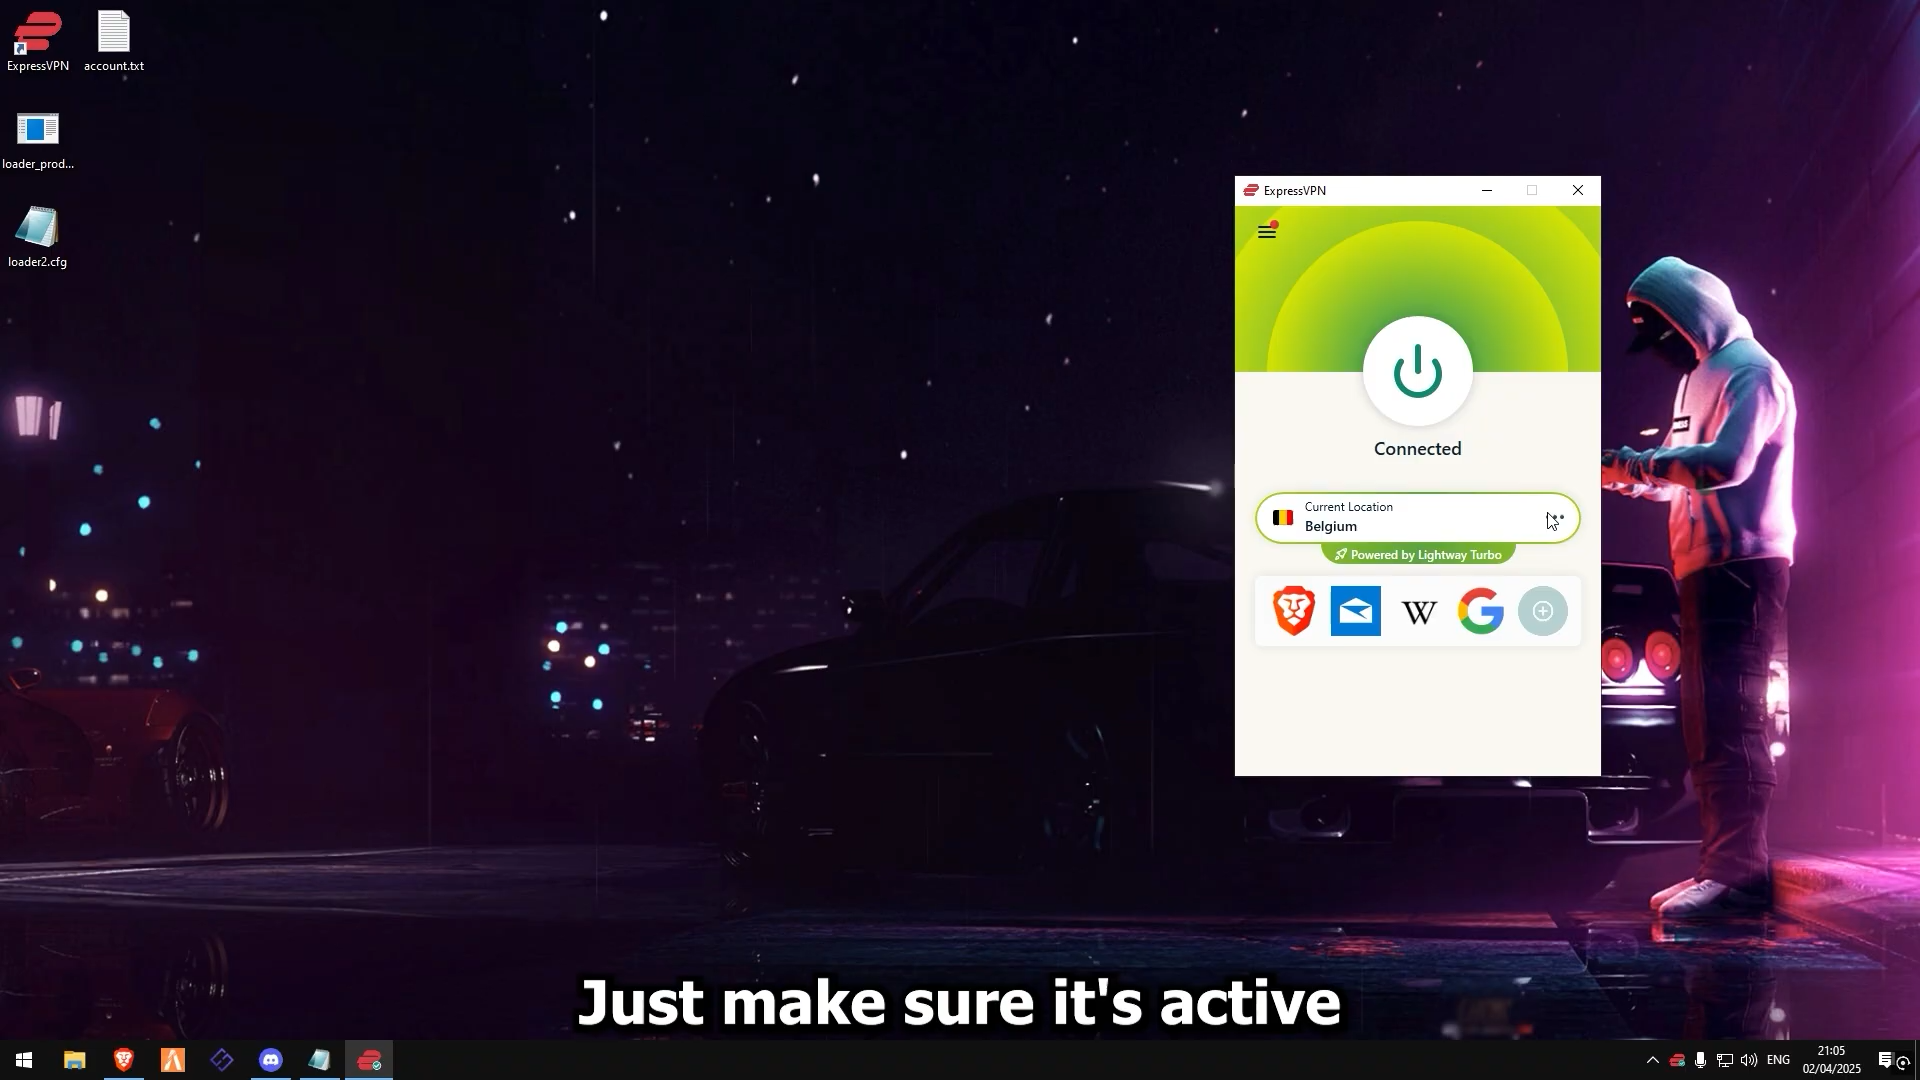 ExpressVPN
account.txt
loader_prod...
loader2.cfg
ExpressVPN
Connected
Current Location
Belgium
Powered by Lightway Turbo
W
Just make sure it's active
ENG
21:05
02/04/2025